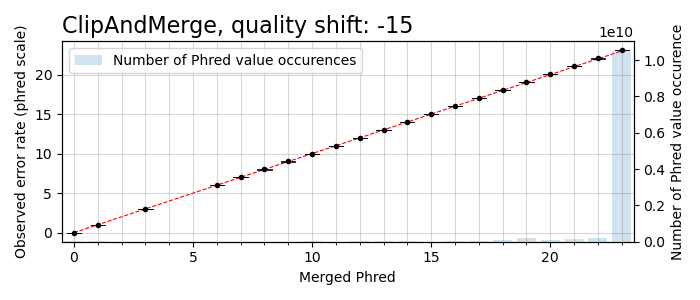 ClipAndMerge, quality shift: -15
1e10
Number of Phred value occurences
Observed error rate (phred scale)
20
15
10
5
0
1.0
0.8
0.6
0.4
0.2
0.0
Number of Phred value occurence
0
5
10
15
20
Merged Phred